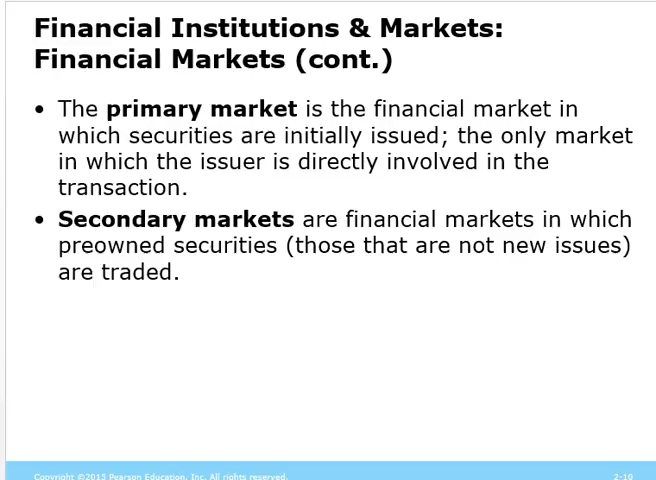 Financial Institutions & Markets:
Financial Markets (cont.)
• The primary market is the financial market in
which securities are initially issued; the only market
in which the issuer is directly involved in the
transaction.
• Secondary markets are financial markets in which
preowned securities (those that are not new issues)
are traded.
Copyright ©2015 Pearson Education, Inc. All rights reserved.
2-10